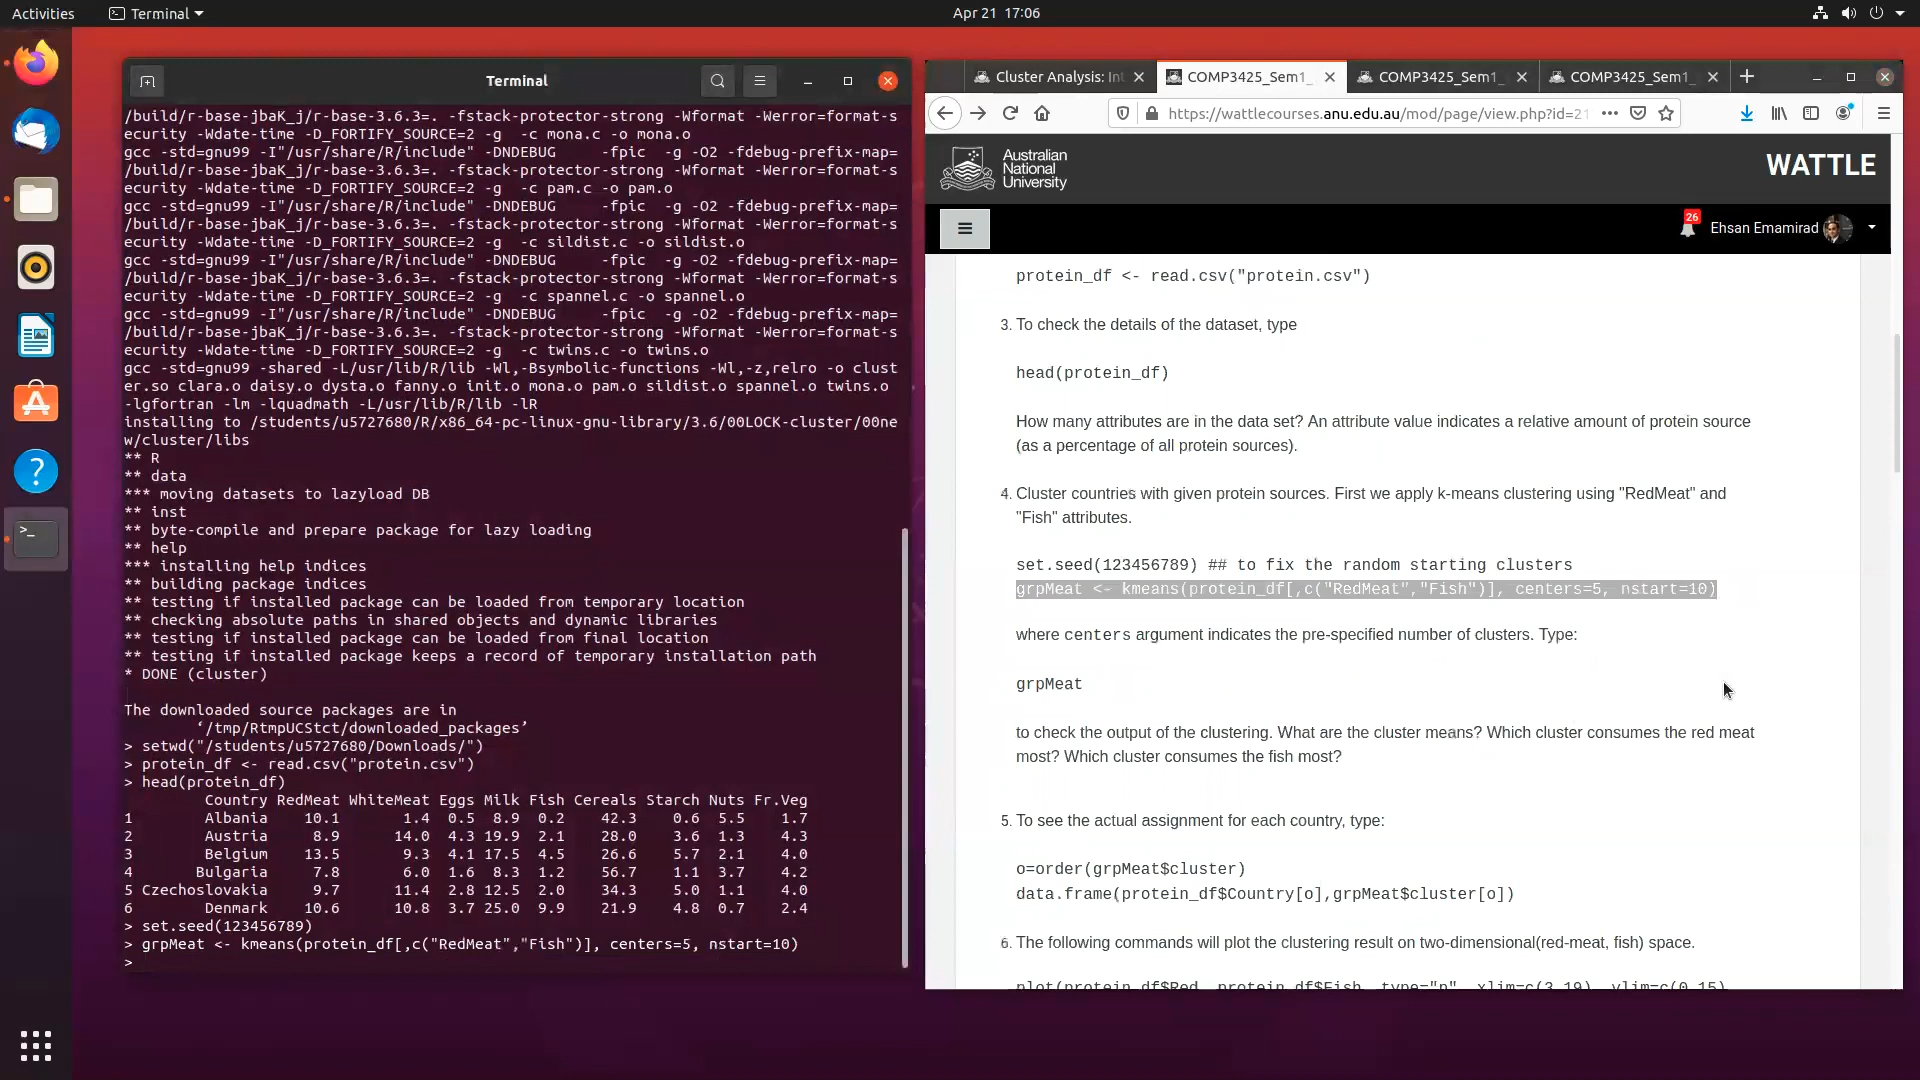 Activities
Terminal
Apr 21 17:06
Terminal
/build/r-base-jbaK_j/r-base-3.6.3=. -fstack-protector-strong -Wformat -Werror=format-s
ecurity -Wdate-time -D_FORTIFY_SOURCE=2 -g  -c mona.c -o mona.o
gcc -std=gnu99 -I"/usr/share/R/include" -DNDEBUG      -fpic  -g -O2 -fdebug-prefix-map=
/build/r-base-jbaK_j/r-base-3.6.3=. -fstack-protector-strong -Wformat -Werror=format-s
ecurity -Wdate-time -D_FORTIFY_SOURCE=2 -g  -c pam.c -o pam.o
gcc -std=gnu99 -I"/usr/share/R/include" -DNDEBUG      -fpic  -g -O2 -fdebug-prefix-map=
/build/r-base-jbaK_j/r-base-3.6.3=. -fstack-protector-strong -Wformat -Werror=format-s
ecurity -Wdate-time -D_FORTIFY_SOURCE=2 -g  -c sildist.c -o sildist.o
gcc -std=gnu99 -I"/usr/share/R/include" -DNDEBUG      -fpic  -g -O2 -fdebug-prefix-map=
/build/r-base-jbaK_j/r-base-3.6.3=. -fstack-protector-strong -Wformat -Werror=format-s
ecurity -Wdate-time -D_FORTIFY_SOURCE=2 -g  -c spannel.c -o spannel.o
gcc -std=gnu99 -I"/usr/share/R/include" -DNDEBUG      -fpic  -g -O2 -fdebug-prefix-map=
/build/r-base-jbaK_j/r-base-3.6.3=. -fstack-protector-strong -Wformat -Werror=format-s
ecurity -Wdate-time -D_FORTIFY_SOURCE=2 -g  -c twins.c -o twins.o
gcc -std=gnu99 -shared -L/usr/lib/R/lib -Wl,-Bsymbolic-functions -Wl,-z,relro -o clust
er.so clara.o daisy.o dysta.o fanny.o init.o mona.o pam.o sildist.o spannel.o twins.o
-lgfortran -lm -lquadmath -L/usr/lib/R/lib -lR
installing to /students/u5727680/R/x86_64-pc-linux-gnu-library/3.6/00LOCK-cluster/00ne
w/cluster/libs
** R
** data
*** moving datasets to lazyload DB
** inst
** byte-compile and prepare package for lazy loading
** help
*** installing help indices
** building package indices
** testing if installed package can be loaded from temporary location
** checking absolute paths in shared objects and dynamic libraries
** testing if installed package can be loaded from final location
** testing if installed package keeps a record of temporary installation path
* DONE (cluster)
The downloaded source packages are in
‘/tmp/RtmpUCStct/downloaded_packages’
> setwd("/students/u5727680/Downloads/")
> protein_df <- read.csv("protein.csv")
> head(protein_df)
Country RedMeat WhiteMeat Eggs Milk Fish Cereals Starch Nuts Fr.Veg
1 Albania 10.1 1.4 0.5 8.9 0.2 42.3 0.6 5.5 1.7
2 Austria 8.9 14.0 4.3 19.9 2.1 28.0 3.6 1.3 4.3
3 Belgium 13.5 9.3 4.1 17.5 4.5 26.6 5.7 2.1 4.0
4 Bulgaria 7.8 6.0 1.6 8.3 1.2 56.7 1.1 3.7 4.2
5 Czechoslovakia 9.7 11.4 2.8 12.5 2.0 34.3 5.0 1.1 4.0
6 Denmark 10.6 10.8 3.7 25.0 9.9 21.9 4.8 0.7 2.4
> set.seed(123456789)
> grpMeat <- kmeans(protein_df[,c("RedMeat","Fish")], centers=5, nstart=10)
>
Cluster Analysis: Int
COMP3425_Sem1_
COMP3425_Sem1_
COMP3425_Sem1_
https://wattlecourses.anu.edu.au/mod/page/view.php?id=21
Australian
National
University
WATTLE
26
Ehsan Emamirad
protein_df <- read.csv("protein.csv")
3. To check the details of the dataset, type
head(protein_df)
How many attributes are in the data set? An attribute value indicates a relative amount of protein source
(as a percentage of all protein sources).
4. Cluster countries with given protein sources. First we apply k-means clustering using "RedMeat" and
"Fish" attributes.
set.seed(123456789) ## to fix the random starting clusters
grpMeat <- kmeans(protein_df[,c("RedMeat","Fish")], centers=5, nstart=10)
where centers argument indicates the pre-specified number of clusters. Type:
grpMeat
to check the output of the clustering. What are the cluster means? Which cluster consumes the red meat
most? Which cluster consumes the fish most?
5. To see the actual assignment for each country, type:
o=order(grpMeat$cluster)
data.frame(protein_df$Country[o],grpMeat$cluster[o])
6. The following commands will plot the clustering result on two-dimensional(red-meat, fish) space.
plot(protein_df$Red, protein_df$Fish, type="n", xlim=c(3,19), ylim=c(0,15),